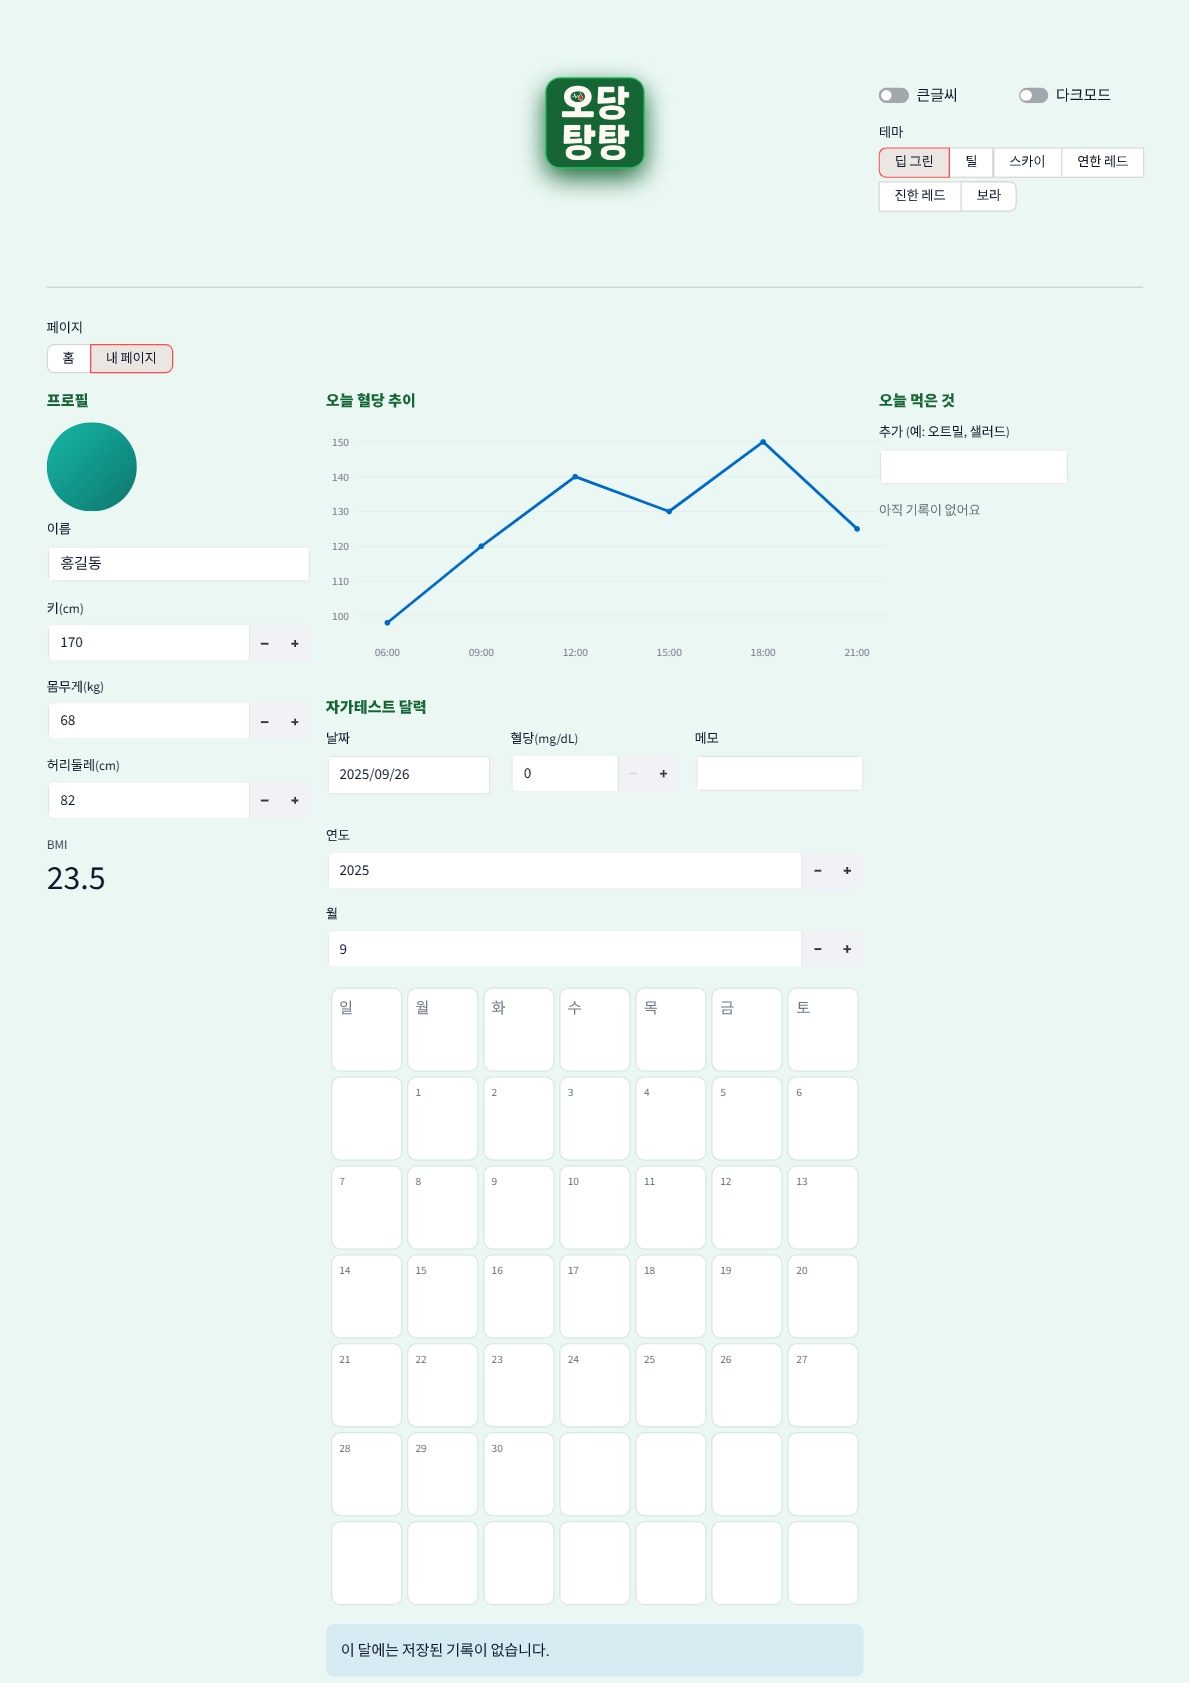 오당
탕탕
큰글씨
다크모드
테마
딥 그린
틸
스카이
연한 레드
진한 레드
보라
페이지
홈
내 페이지
프로필
이름
홍길동
키(cm)
170
몸무게(kg)
68
허리둘레(cm)
82
BMI
23.5
오늘 혈당 추이
150
140
130
120
110
100
06:00 09:00 12:00 15:00 18:00 21:00
자가테스트 달력
날짜
2025/09/26
혈당(mg/dL)
0
메모
연도
2025
월
9
일 월 화 수 목 금 토
1 2 3 4 5 6
7 8 9 10 11 12 13
14 15 16 17 18 19 20
21 22 23 24 25 26 27
28 29 30
이 달에는 저장된 기록이 없습니다.
오늘 먹은 것
추가 (예: 오트밀, 샐러드)
아직 기록이 없어요